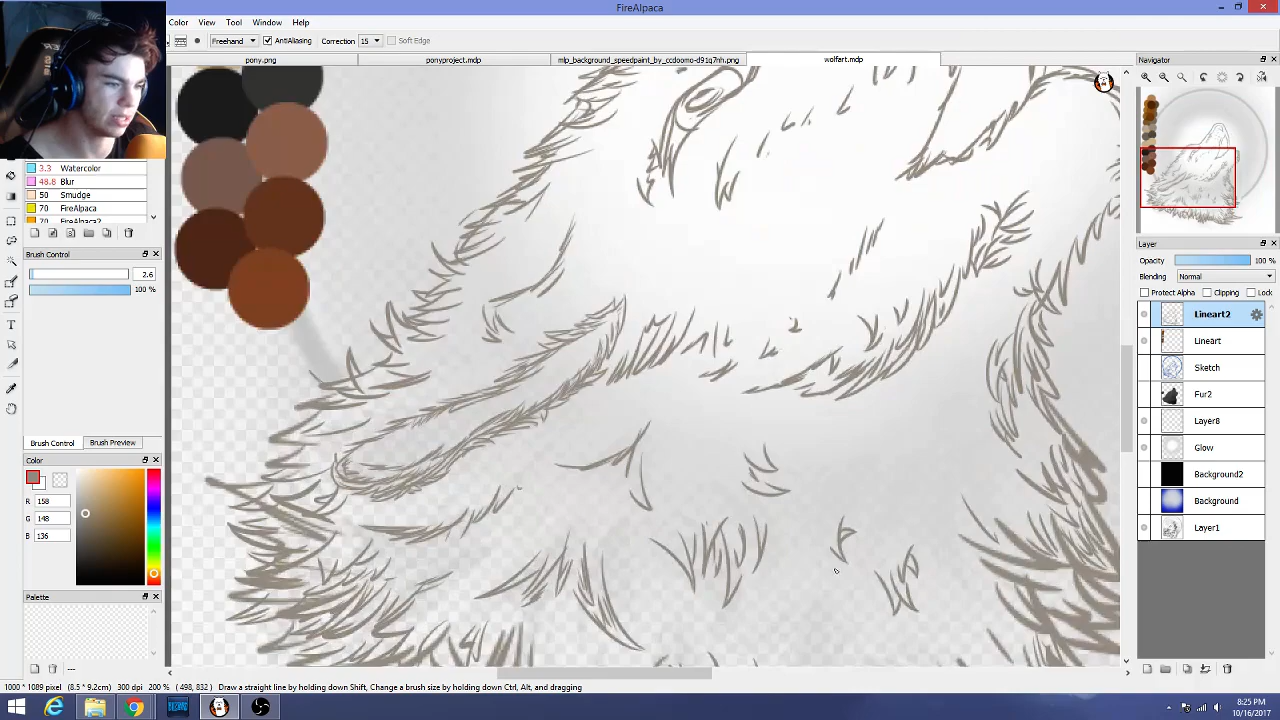 FireAlpaca
Color View Tool Window Help
Freehand AntiAliasing Correction 15 Soft Edge
pony.png ponyproject.mdp mlp_background_speedpaint_by_ccdoomo-d91q7nh.png wolfart.mdp
Navigator
3.3 Watercolor
48.8 Blur
50 Smudge
70 FireAlpaca
70 FireAlpaca2
Brush Control
2.6
100 %
Brush Control Brush Preview
Color
R 158
G 148
B 136
Palette
---
Layer
Opacity 100 %
Blending Normal
Protect Alpha Clipping Lock
Lineart2
Lineart
Sketch
Fur2
Layer8
Glow
Background2
Background
Layer1
1000 * 1089 pixel (8.5 * 9.2cm) 300 dpi 200 % (498, 832) Draw a straight line by holding down Shift, Change a brush size by holding down Ctrl, Alt, and dragging
8:25 PM
10/16/2017